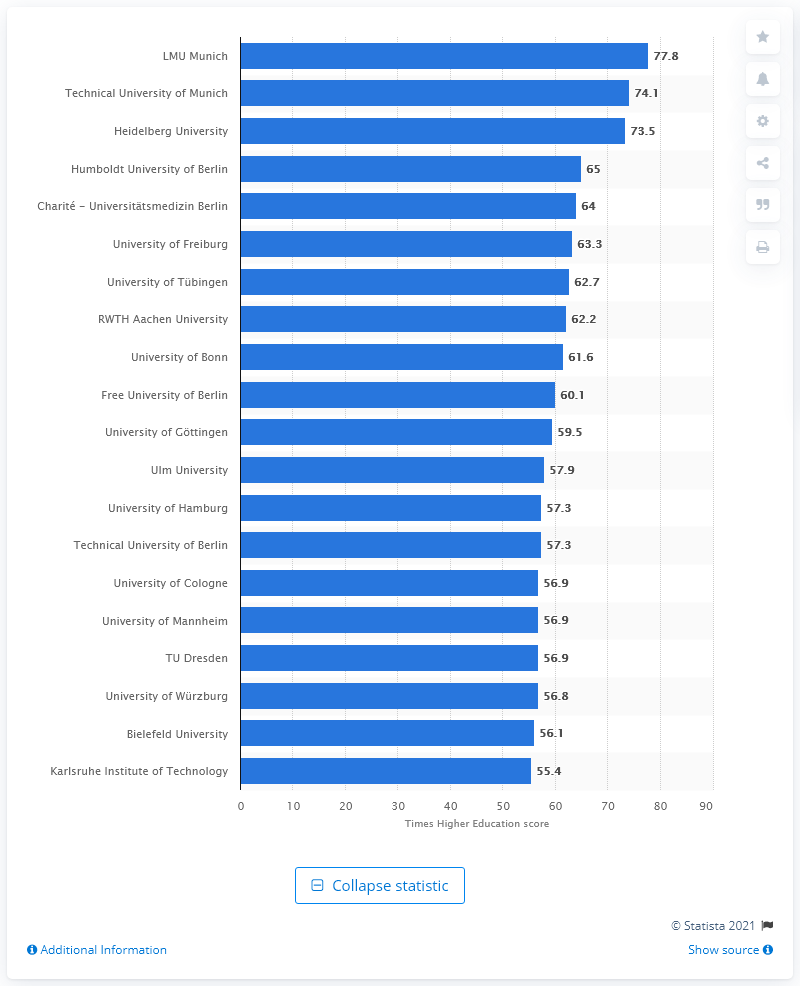 LMU Munich 77.8
Technical University of Munich 74.1
Heidelberg University 73.5
Humboldt University of Berlin 65
Charité – Universitätsmedizin Berlin 64
University of Freiburg 63.3
University of Tübingen 62.7
RWTH Aachen University 62.2
University of Bonn 61.6
Free University of Berlin 60.1
University of Göttingen 59.5
Ulm University 57.9
University of Hamburg 57.3
Technical University of Berlin 57.3
University of Cologne 56.9
University of Mannheim 56.9
TU Dresden 56.9
University of Würzburg 56.8
Bielefeld University 56.1
Karlsruhe Institute of Technology 55.4
0 10 20 30 40 50 60 70 80 90
Times Higher Education score
Collapse statistic
© Statista 2021
Additional Information Show source